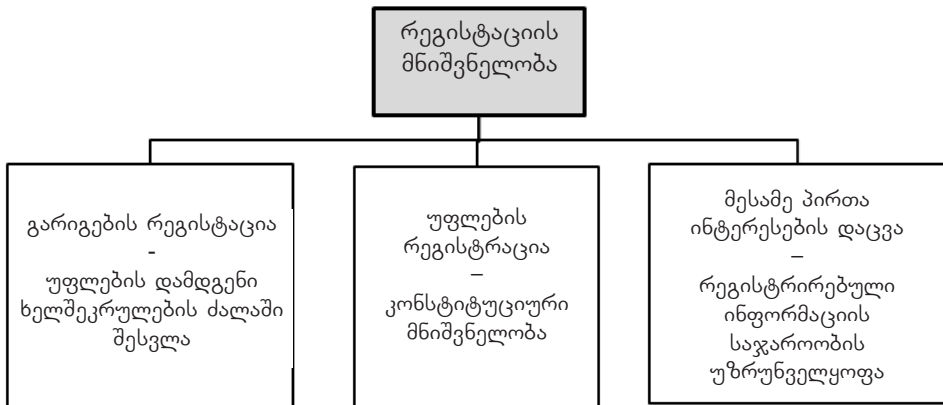 რეგისტაციის
მნიშვნელობა
გარიგების რეგისტაცია
-
უფლების დამდგენი
ხელშეკრულების ძალაში
შესვლა
უფლების
რეგისტრაცია
–
კონსტიტუციური
მნიშვნელობა
მესამე პირთა
ინტერესების დაცვა
–
რეგისტრირებული
ინფორმაციის
საჯაროობის
უზრუნველყოფა